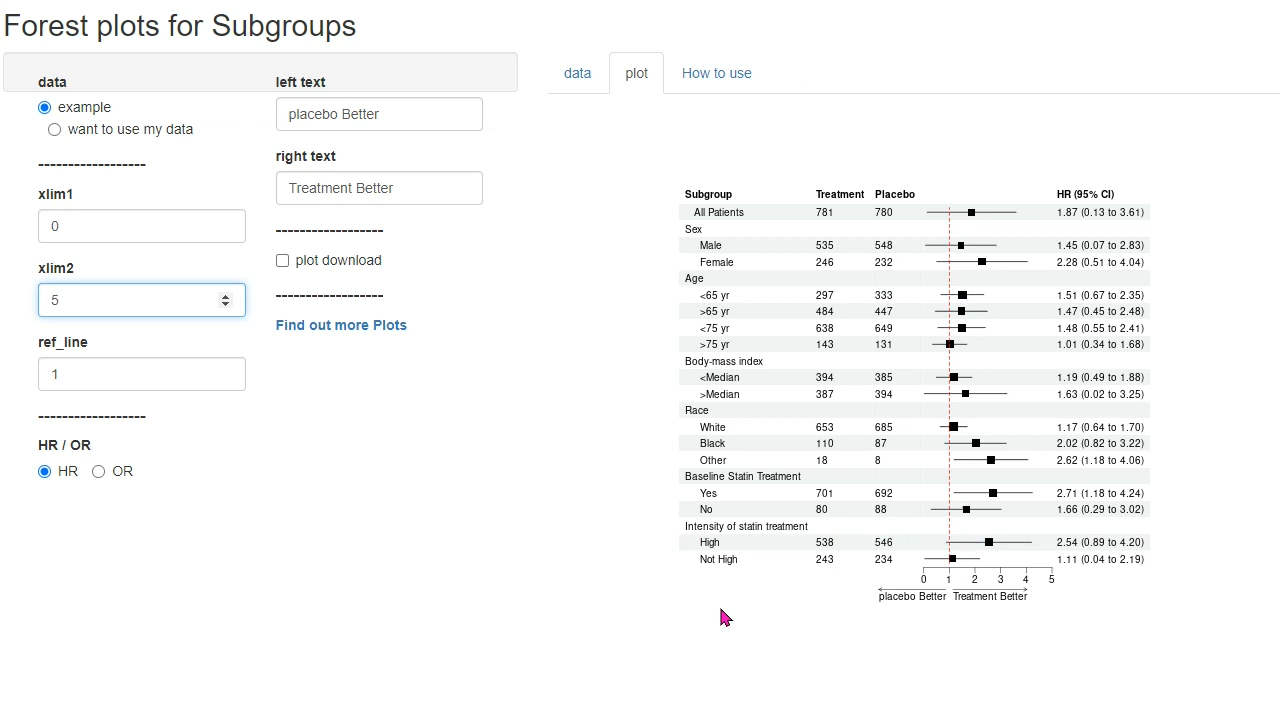 Forest plots for Subgroups
data
example
want to use my data
------------------
xlim1
0
xlim2
5
ref_line
1
------------------
HR / OR
HR OR
left text
placebo Better
right text
Treatment Better
------------------
plot download
------------------
Find out more Plots
data plot How to use
Subgroup Treatment Placebo HR (95% CI)
All Patients 781 780 1.87 (0.13 to 3.61)
Sex
Male 535 548 1.45 (0.07 to 2.83)
Female 246 232 2.28 (0.51 to 4.04)
Age
<65 yr 297 333 1.51 (0.67 to 2.35)
>65 yr 484 447 1.47 (0.45 to 2.48)
<75 yr 638 649 1.48 (0.55 to 2.41)
>75 yr 143 131 1.01 (0.34 to 1.68)
Body-mass index
<Median 394 385 1.19 (0.49 to 1.88)
>Median 387 394 1.63 (0.02 to 3.25)
Race
White 653 685 1.17 (0.64 to 1.70)
Black 110 87 2.02 (0.82 to 3.22)
Other 18 8 2.62 (1.18 to 4.06)
Baseline Statin Treatment
Yes 701 692 2.71 (1.18 to 4.24)
No 80 88 1.66 (0.29 to 3.02)
Intensity of statin treatment
High 538 546 2.54 (0.89 to 4.20)
Not High 243 234 1.11 (0.04 to 2.19)
0 1 2 3 4 5
placebo Better Treatment Better